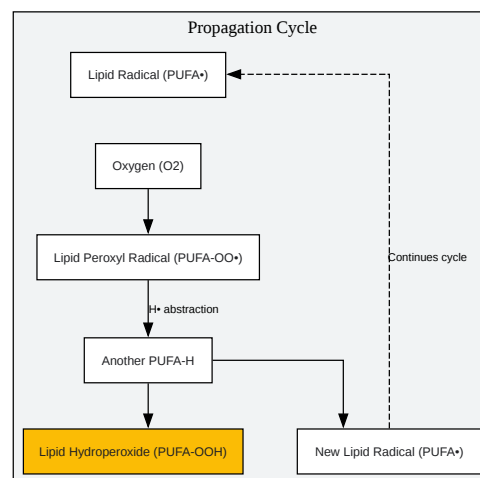 Propagation Cycle
Lipid Radical (PUFA•)
Oxygen (O2)
Lipid Peroxyl Radical (PUFA-OO•)
Continues cycle
H• abstraction
Another PUFA-H
Lipid Hydroperoxide (PUFA-OOH)
New Lipid Radical (PUFA•)